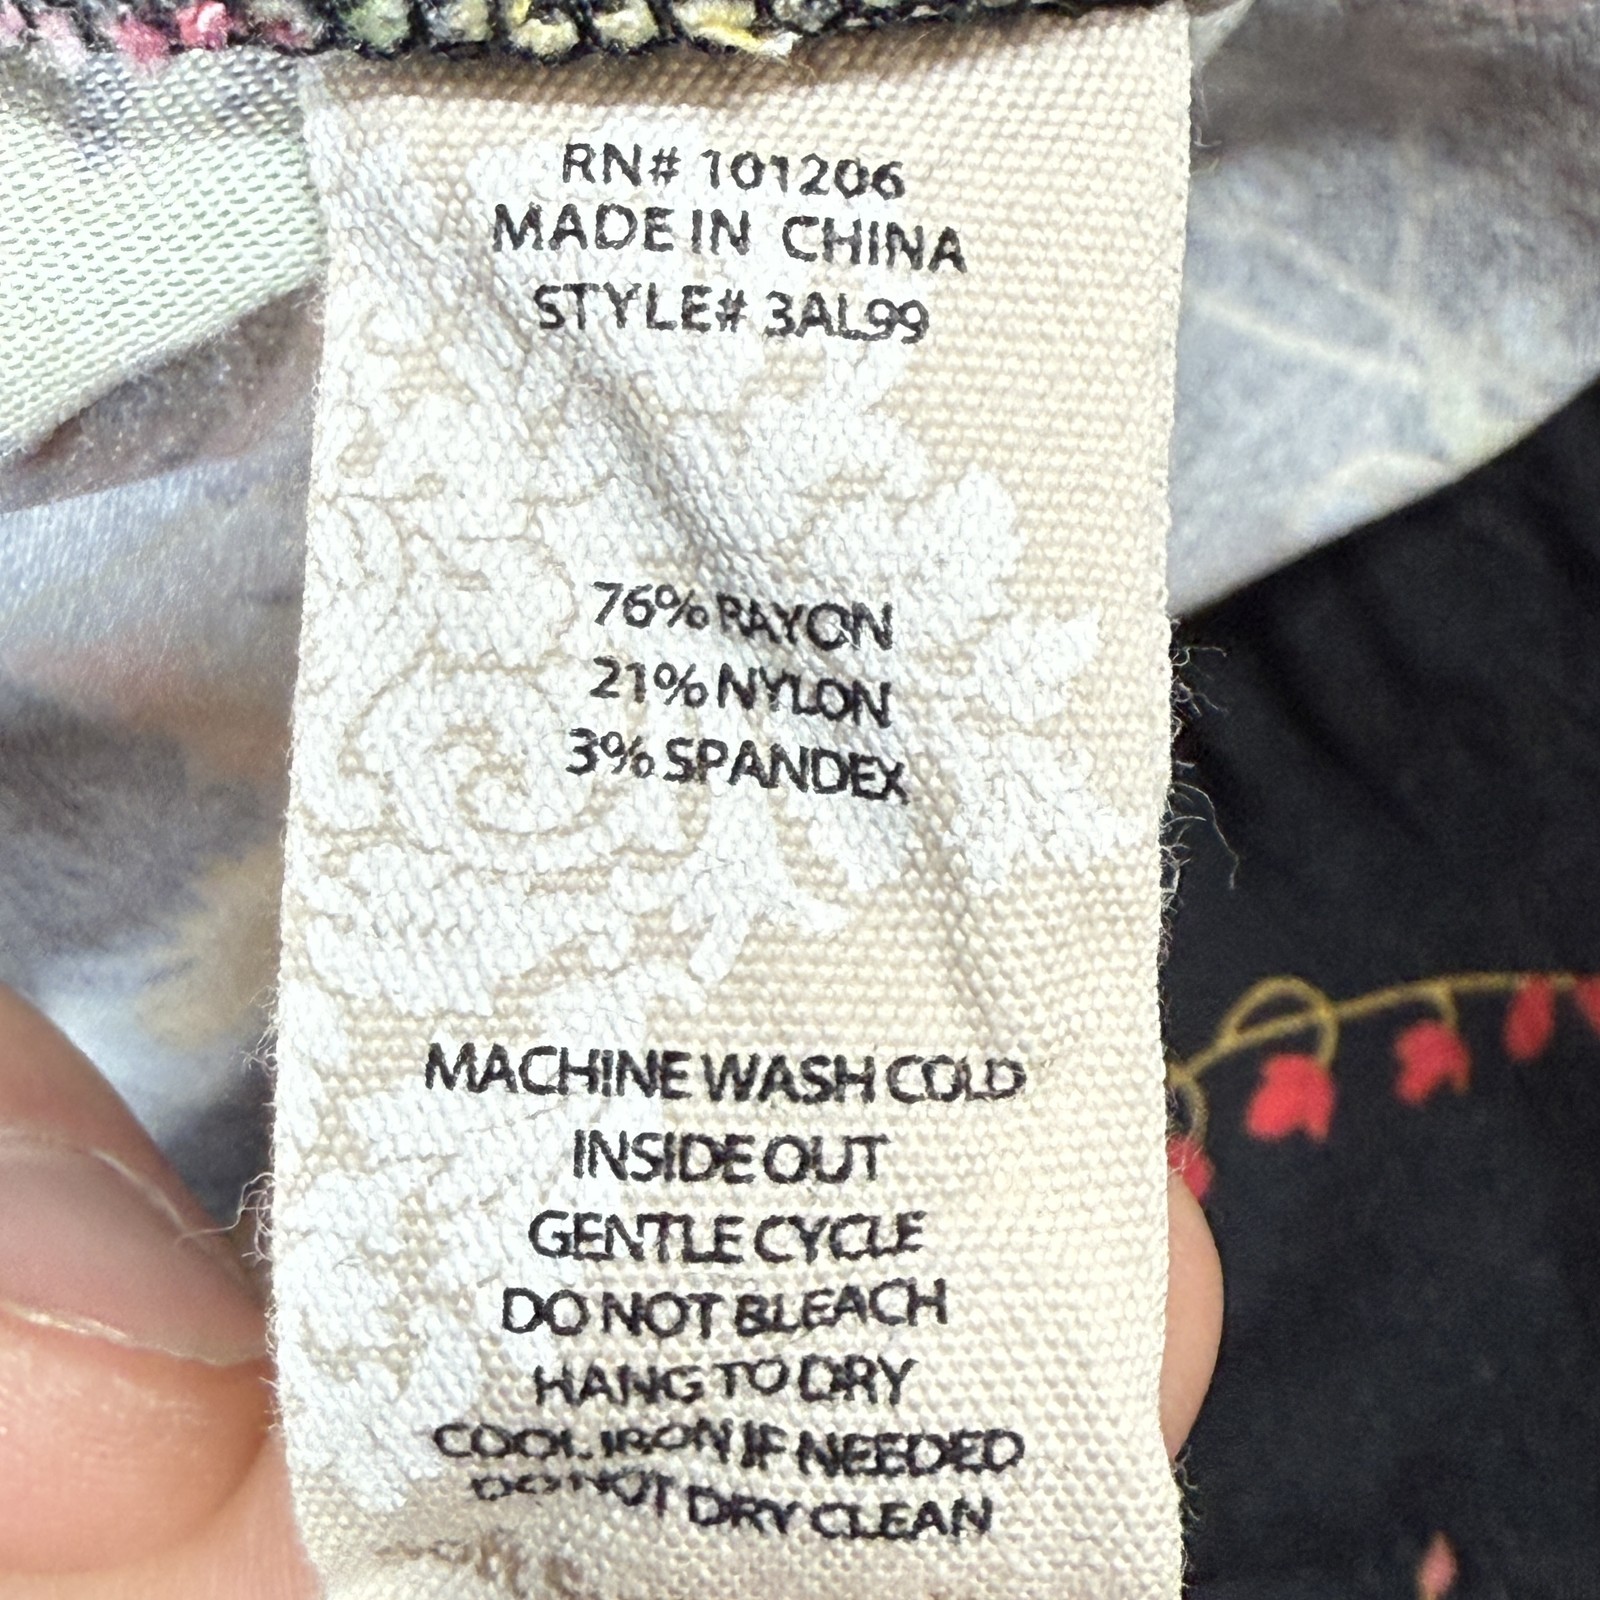 RN# 101206
MADE IN CHINA
STYLE# 3AL99
76% RAYON
21% NYLON
3% SPANDEX
MACHINE WASH COLD
INSIDE OUT
GENTLE CYCLE
DO NOT BLEACH
HANG TO DRY
COOL IRON IF NEEDED
DO NOT DRY CLEAN